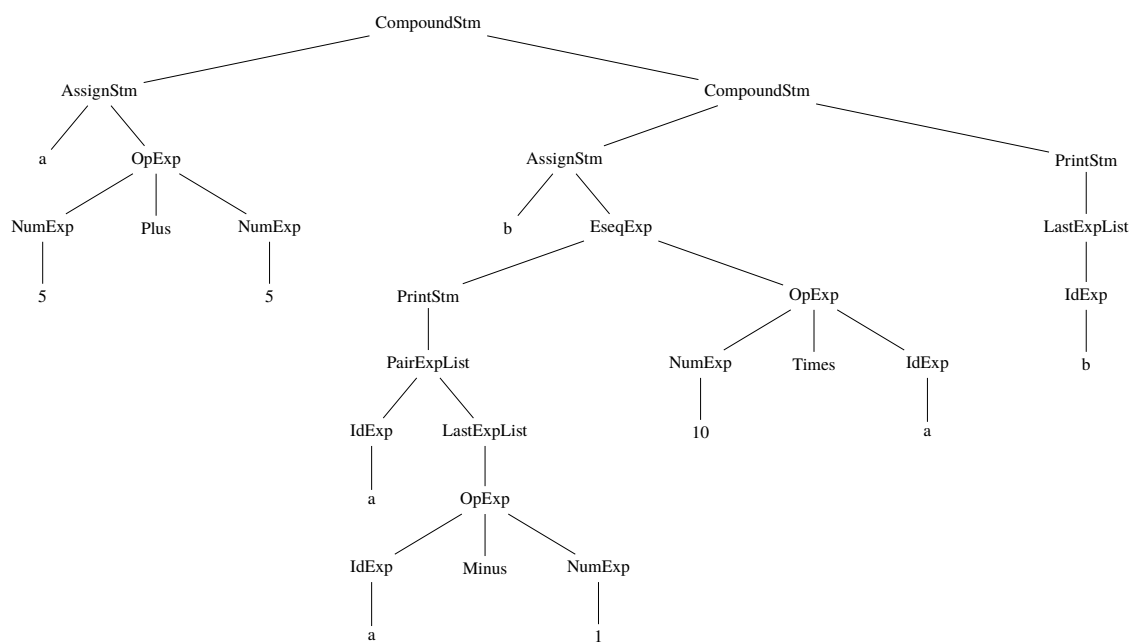 CompoundStm
AssignStm CompoundStm
a OpExp AssignStm PrintStm
NumExp Plus NumExp b EseqExp LastExpList
5 5 PrintStm OpExp IdExp
PairExpList NumExp Times IdExp b
IdExp LastExpList 10 a
a OpExp
IdExp Minus NumExp
a 1